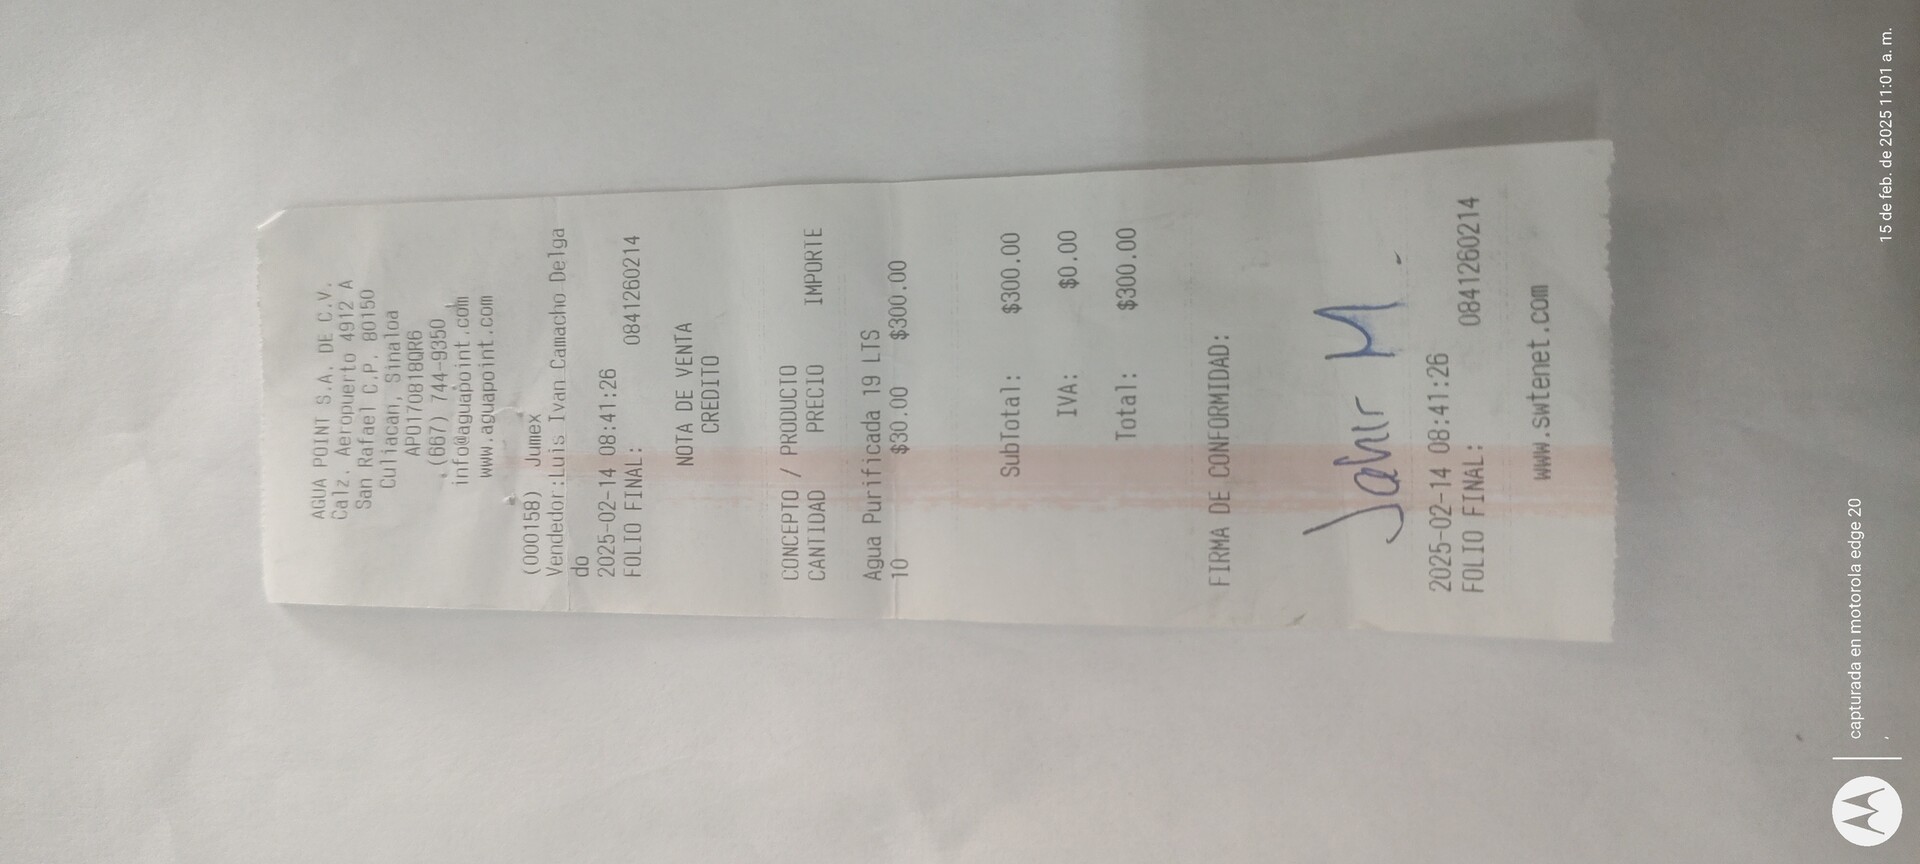 AGUA POINT S.A. DE C.V.
Calz. Aeropuerto 4912 A
San Rafael C.P. 80150
Culiacan, Sinaloa
APO170818QR6
(667) 744-9350
info@aguapoint.com
www.aguapoint.com
(000158) Jumex
Vendedor:Luis Ivan Camacho Delga
do
2025-02-14 08:41:26
FOLIO FINAL: 0841260214
NOTA DE VENTA
CREDITO
CONCEPTO / PRODUCTO
CANTIDAD PRECIO IMPORTE
Agua Purificada 19 LTS
10 $30.00 $300.00
SubTotal: $300.00
IVA: $0.00
Total: $300.00
FIRMA DE CONFORMIDAD:
Jahir M.
2025-02-14 08:41:26
FOLIO FINAL: 0841260214
www.swtenet.com
capturada en motorola edge 20
15 de feb. de 2025 11:01 a. m.